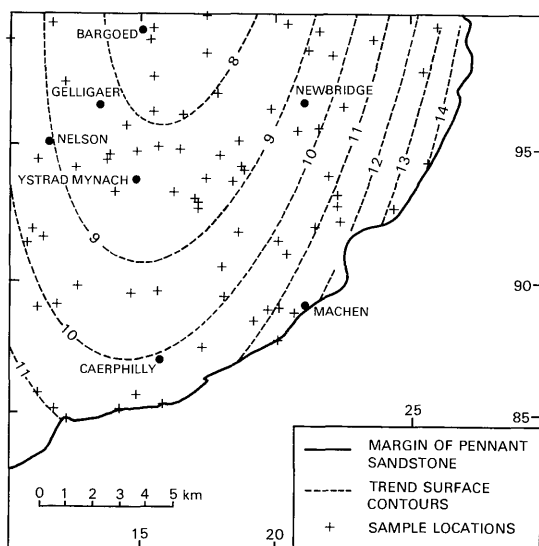 BARGOED
8
GELLIGAER
NEWBRIDGE
14
11
NELSON
9
10
12
13
95
YSTRAD MYNACH
9
90
10
MACHEN
CAERPHILLY
11
25
85
MARGIN OF PENNANT
SANDSTONE
TREND SURFACE
CONTOURS
SAMPLE LOCATIONS
0 1 2 3 4 5 km
15
20